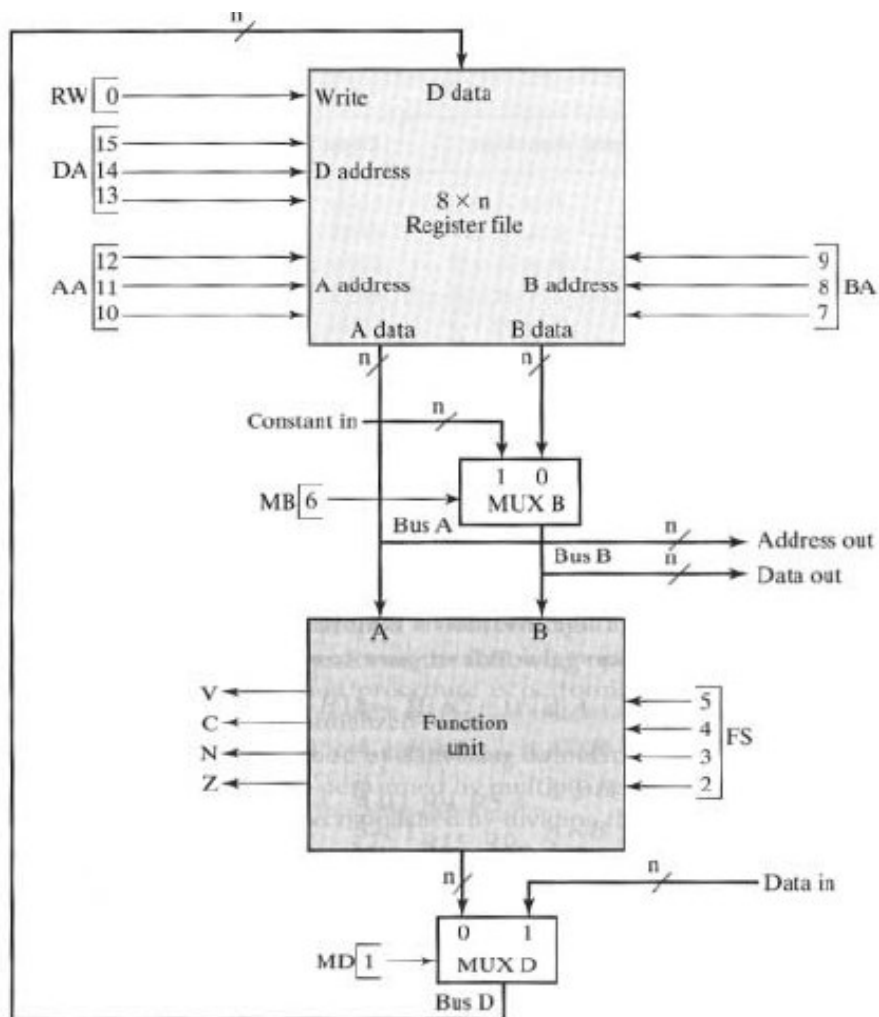 n
RW 0 Write D data
15
DA 14 D address
13
8 × n
Register file
12 9
AA 11 A address B address 8 BA
10 7
A data B data
n n
Constant in n
1 0
MB 6 MUX B
Bus A n Address out
Bus B n Data out
A B
V 5
C Function 4 FS
N unit 3
Z 2
n n Data in
0 1
MD 1 MUX D
Bus D